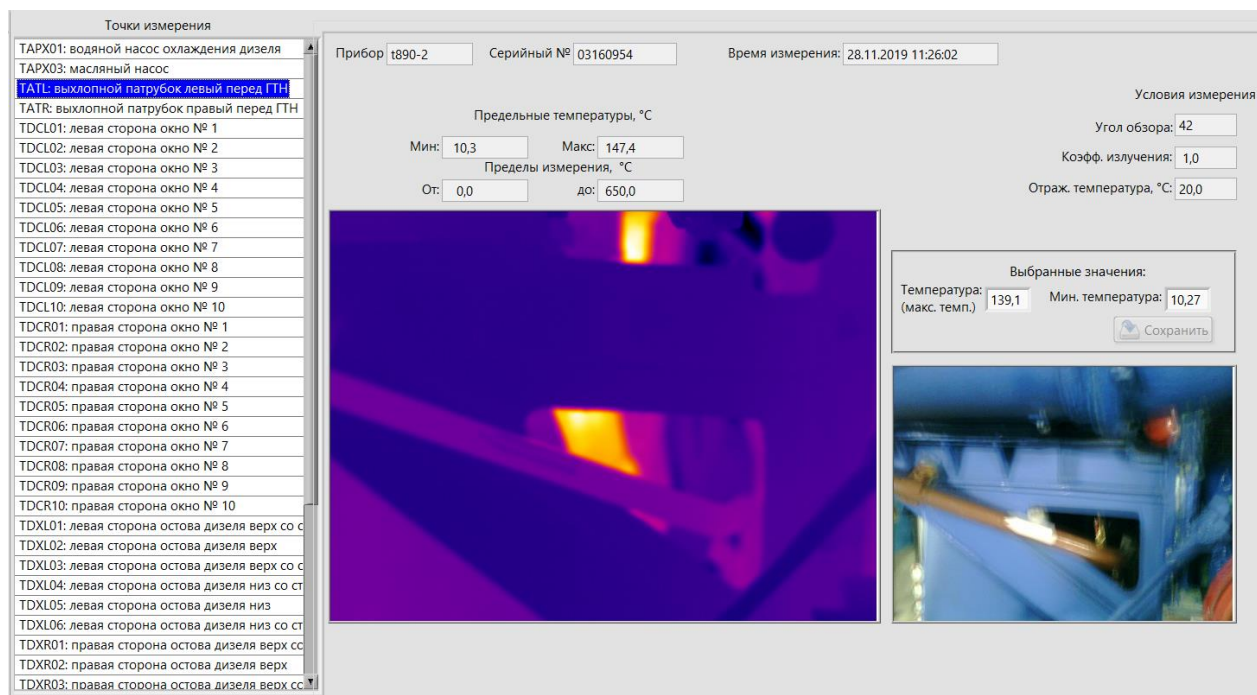 Точки измерения
TAPX01: водяной насос охлаждения дизеля
TAPX03: масляный насос
TATL: выхлопной патрубок левый перед ГТН
TATR: выхлопной патрубок правый перед ГТН
TDCL01: левая сторона окно № 1
TDCL02: левая сторона окно № 2
TDCL03: левая сторона окно № 3
TDCL04: левая сторона окно № 4
TDCL05: левая сторона окно № 5
TDCL06: левая сторона окно № 6
TDCL07: левая сторона окно № 7
TDCL08: левая сторона окно № 8
TDCL09: левая сторона окно № 9
TDCL10: левая сторона окно № 10
TDCR01: правая сторона окно № 1
TDCR02: правая сторона окно № 2
TDCR03: правая сторона окно № 3
TDCR04: правая сторона окно № 4
TDCR05: правая сторона окно № 5
TDCR06: правая сторона окно № 6
TDCR07: правая сторона окно № 7
TDCR08: правая сторона окно № 8
TDCR09: правая сторона окно № 9
TDCR10: правая сторона окно № 10
TDXL01: левая сторона остова дизеля верх со с
TDXL02: левая сторона остова дизеля верх
TDXL03: левая сторона остова дизеля верх со с
TDXL04: левая сторона остова дизеля низ со ст
TDXL05: левая сторона остова дизеля низ
TDXL06: левая сторона остова дизеля низ со ст
TDXR01: правая сторона остова дизеля верх со
TDXR02: правая сторона остова дизеля верх
TDXR03: правая сторона остова дизеля верх сс
Прибор t890-2 Серийный № 03160954 Время измерения: 28.11.2019 11:26:02
Предельные температуры, °C
Мин: 10,3 Макс: 147,4
Пределы измерения, °C
От: 0,0 до: 650,0
Условия измерения
Угол обзора: 42
Коэфф. излучения: 1,0
Отраж. температура, °C: 20,0
Выбранные значения:
Температура: (макс. темп.) 139,1 Мин. температура: 10,27
Сохранить